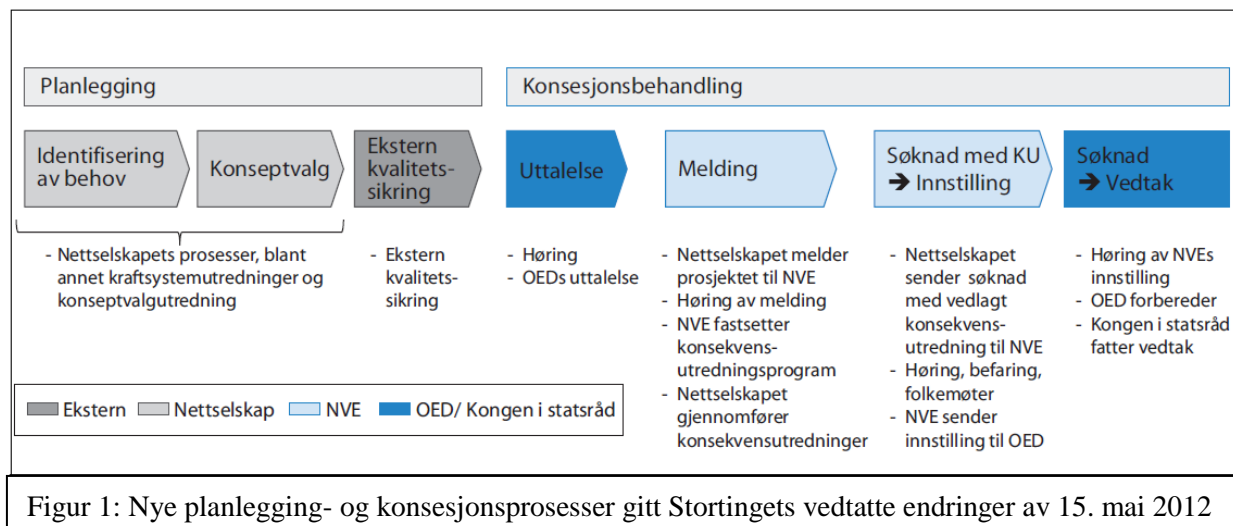 Planlegging
Konsesjonsbehandling
Identifisering
av behov
Konseptvalg
Ekstern
kvalitets-
sikring
Uttalelse
Melding
Søknad med KU
➔ Innstilling
Søknad
➔ Vedtak
- Nettselskapets prosesser, blant
annet kraftsystemutredninger og
konseptvalgutredning
- Ekstern
kvalitets-
sikring
- Høring
- OEDs uttalelse
- Nettselskapet melder
prosjektet til NVE
- Høring av melding
- NVE fastsetter
konsekvens-
utredningsprogram
- Nettselskapet
gjennomfører
konsekvensutredninger
- Nettselskapet
sender søknad
med vedlagt
konsekvens-
utredning til NVE
- Høring, befaring,
folkemøter
- NVE sender
innstilling til OED
- Høring av NVEs
innstilling
- OED forbereder
- Kongen i statsråd
fatter vedtak
Ekstern
Nettselskap
NVE
OED/ Kongen i statsråd
Figur 1: Nye planlegging- og konsesjonsprosesser gitt Stortingets vedtatte endringer av 15. mai 2012